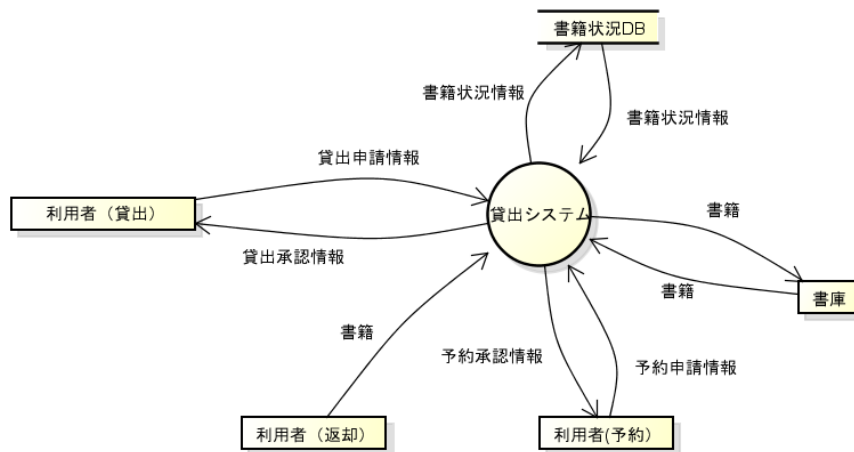 書籍状況DB
書籍状況情報
書籍状況情報
貸出申請情報
利用者（貸出）
貸出システム
書籍
貸出承認情報
書籍
書庫
書籍
予約承認情報
予約申請情報
利用者（返却）
利用者(予約）